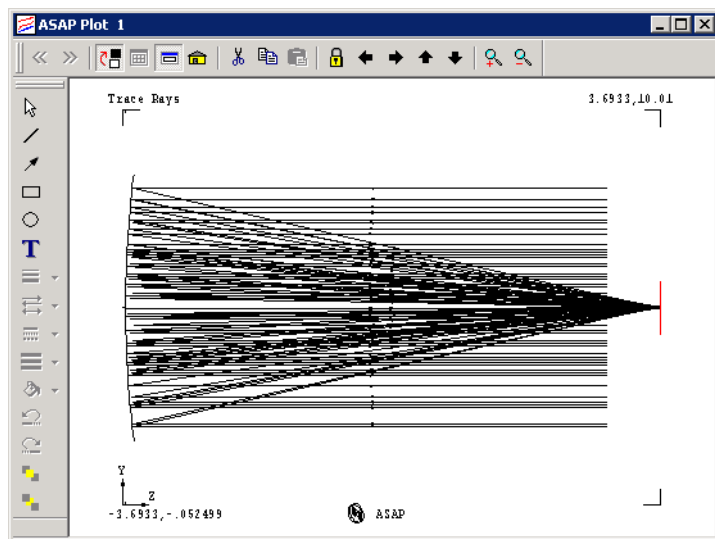 ASAP Plot 1
T
Trace Rays
3.6933,10.01
Y
Z
-3.6933,-.052499
ASAP